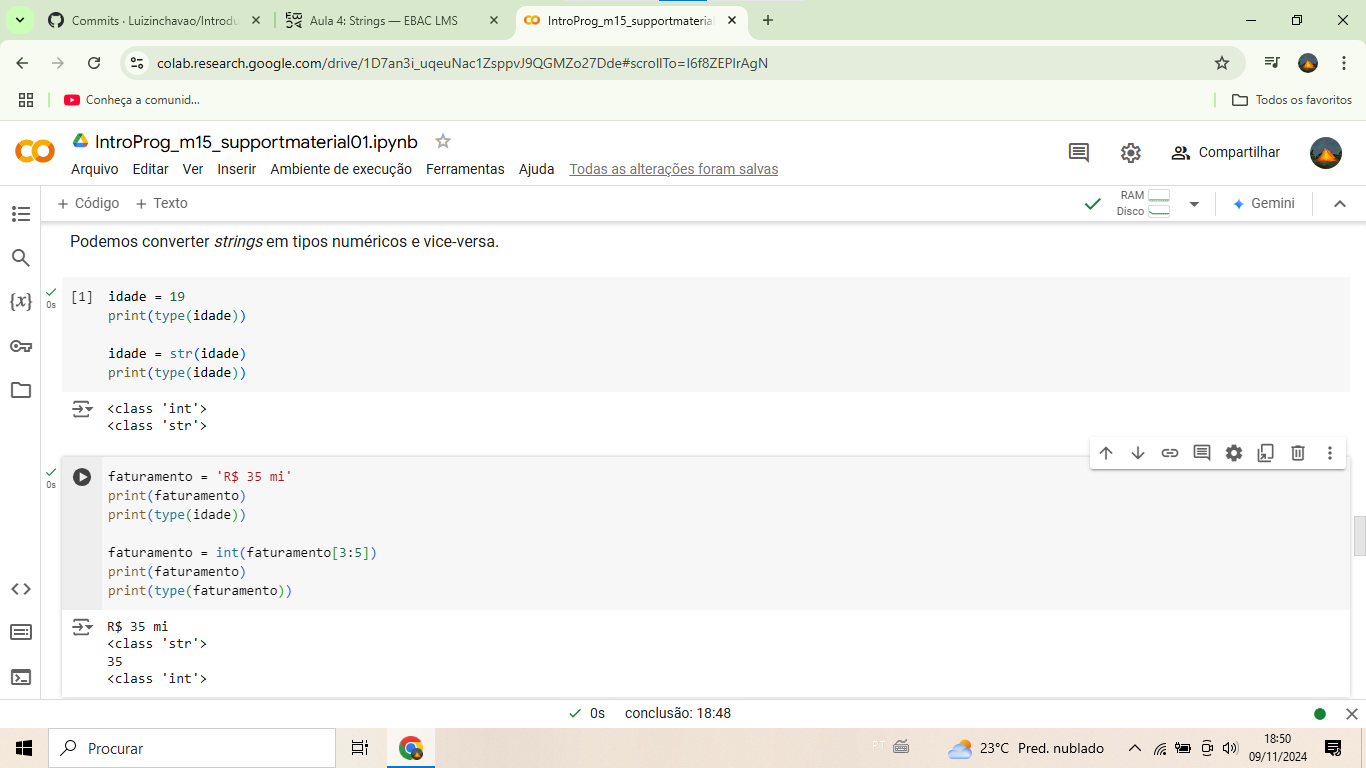 Commits · Luizinchavao/Introdu
Aula 4: Strings — EBAC LMS
IntroProg_m15_supportmaterial
colab.research.google.com/drive/1D7an3i_uqeuNac1ZsppvJ9QGMZo27Dde#scrollTo=I6f8ZEPlrAgN
Conheça a comunid...
Todos os favoritos
IntroProg_m15_supportmaterial01.ipynb
Arquivo Editar Ver Inserir Ambiente de execução Ferramentas Ajuda Todas as alterações foram salvas
Compartilhar
+ Código + Texto
RAM
Disco
Gemini
Podemos converter strings em tipos numéricos e vice-versa.
0s
[1] idade = 19
print(type(idade))
idade = str(idade)
print(type(idade))
<class 'int'>
<class 'str'>
0s
faturamento = 'R$ 35 mi'
print(faturamento)
print(type(idade))
faturamento = int(faturamento[3:5])
print(faturamento)
print(type(faturamento))
R$ 35 mi
<class 'str'>
35
<class 'int'>
0s conclusão: 18:48
Procurar
PT
23°C Pred. nublado
18:50
09/11/2024